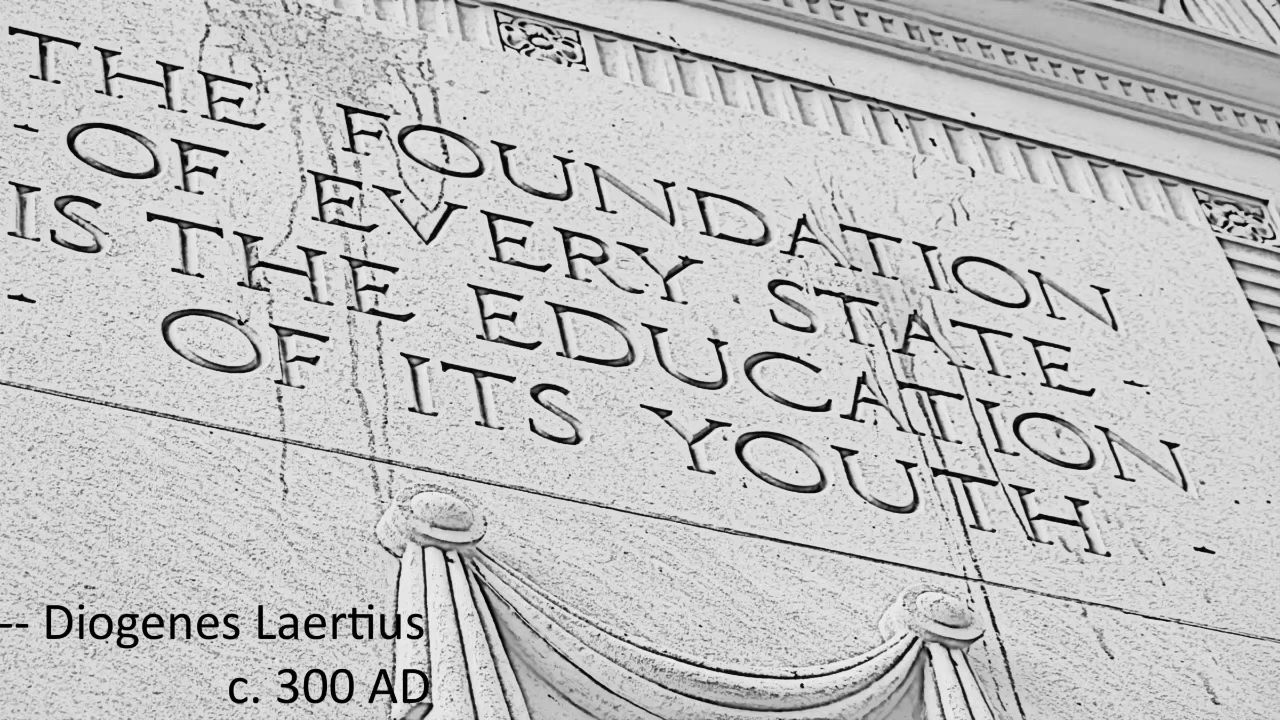 THE FOUNDATION
- OF EVERY STATE -
IS THE EDUCATION
- OF ITS YOUTH -
-- Diogenes Laertius
c. 300 AD